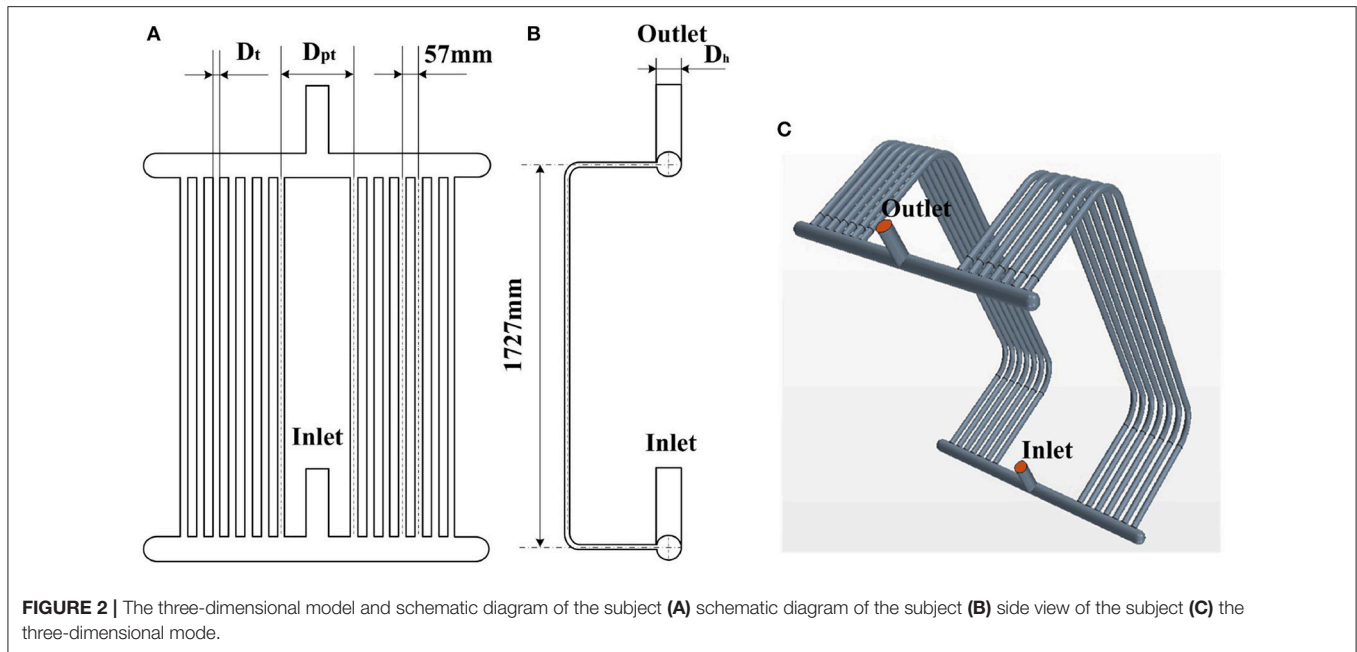 A
Dt
Dpt
57mm
Inlet
B
Outlet
Dh
1727mm
Inlet
C
Outlet
Inlet
FIGURE 2 | The three-dimensional model and schematic diagram of the subject (A) schematic diagram of the subject (B) side view of the subject (C) the
three-dimensional mode.